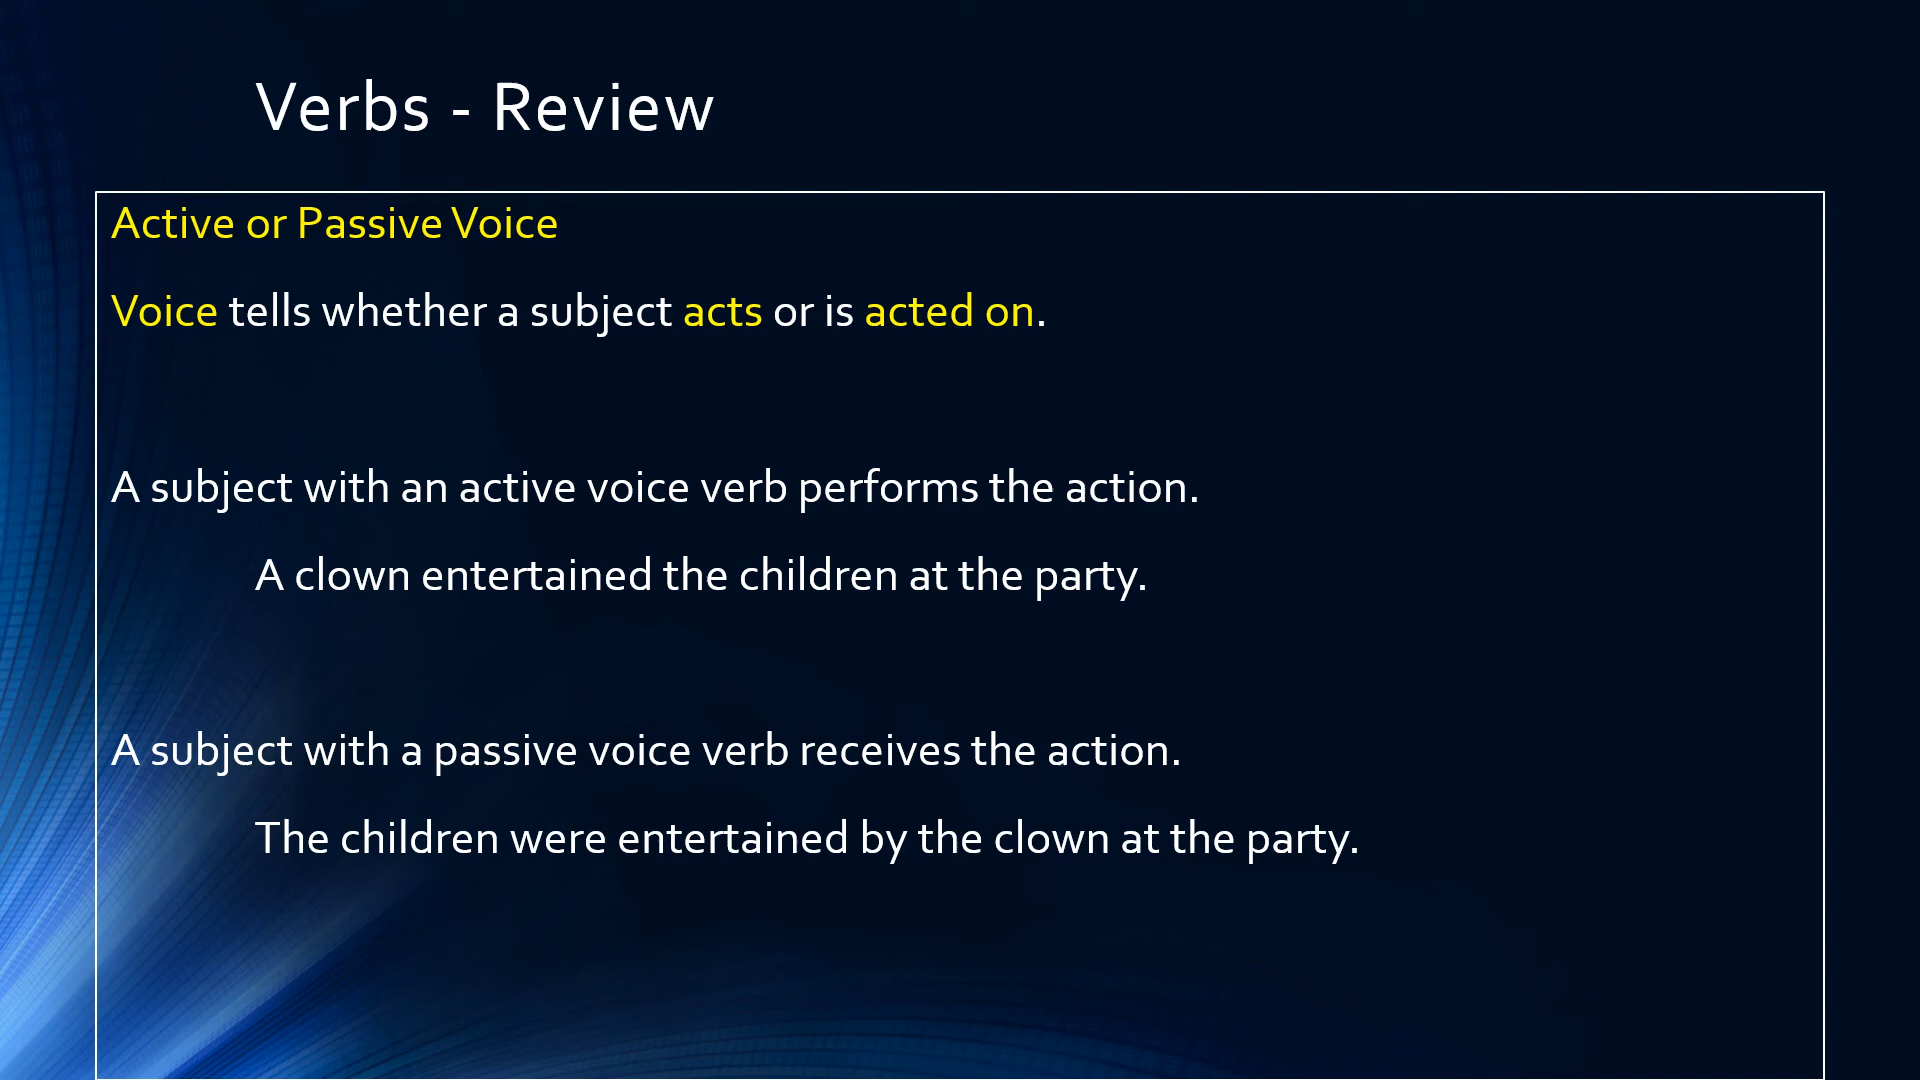 Verbs - Review
Active or Passive Voice
Voice tells whether a subject acts or is acted on.
A subject with an active voice verb performs the action.
A clown entertained the children at the party.
A subject with a passive voice verb receives the action.
The children were entertained by the clown at the party.